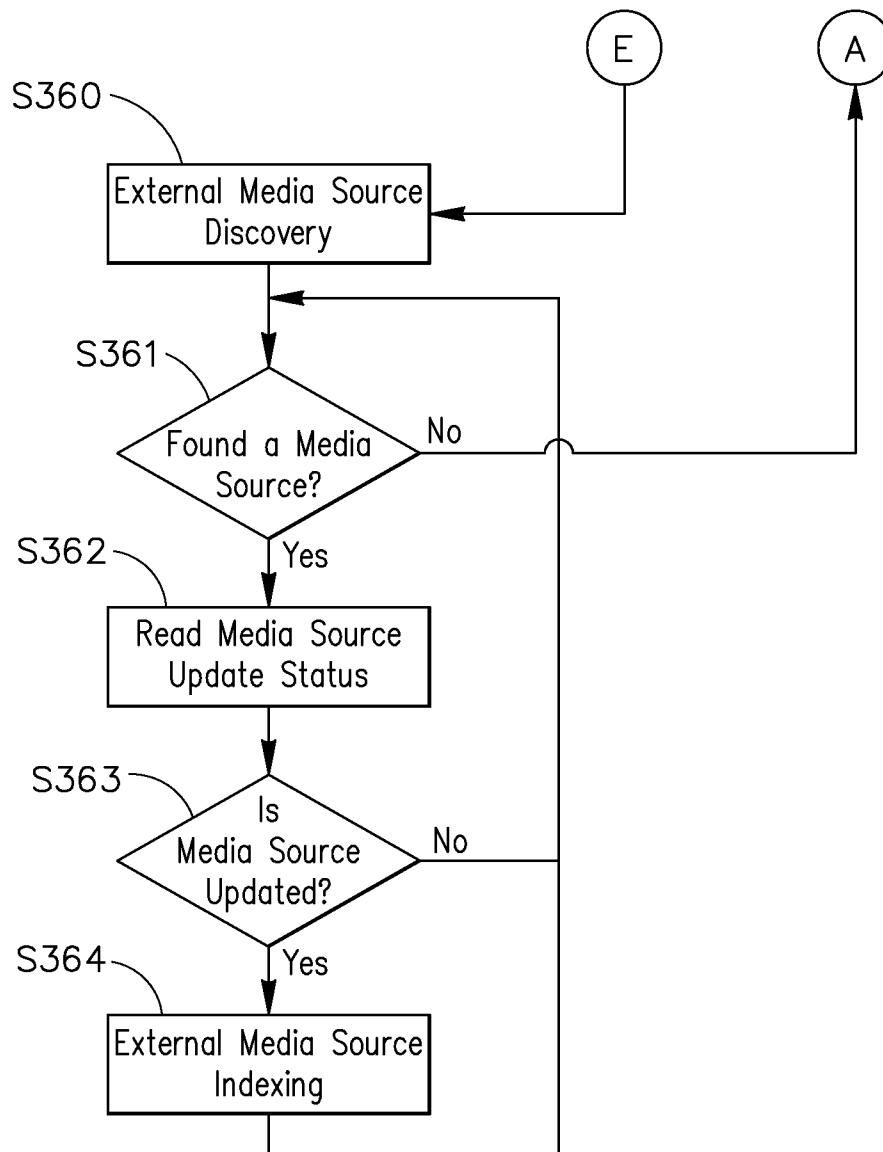 E
A
S360
External Media Source
Discovery
S361
Found a Media
Source?
No
Yes
S362
Read Media Source
Update Status
S363
Is
Media Source
Updated?
No
Yes
S364
External Media Source
Indexing